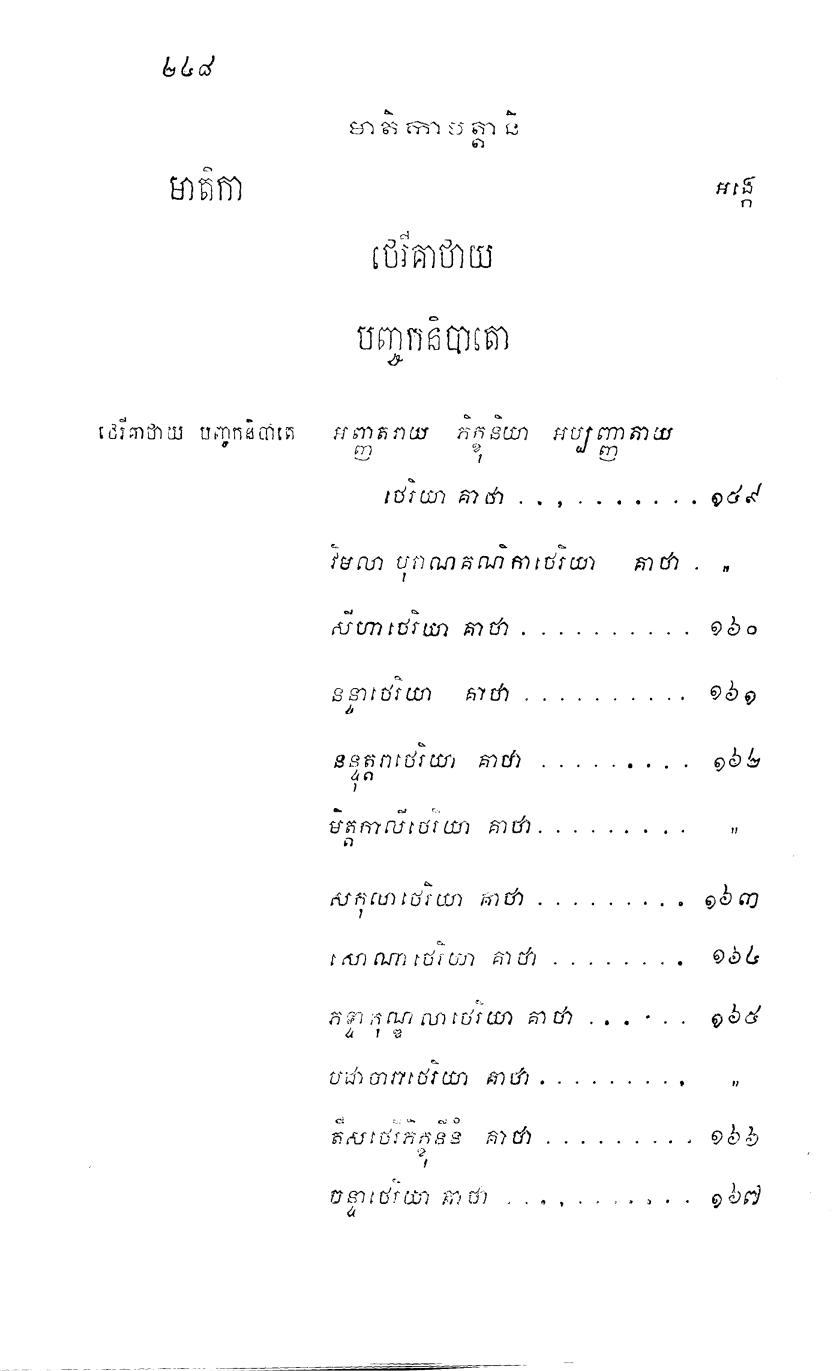 ២៤៨
មាតិកាបត្តានិ
មាតិកា អង្កេ
ថេរីគាថាយ
បញ្ចកនិបាតោ
ថេរីគាថាយ បញ្ចកនិបាតេ អញ្ញតរាយ ភិក្ខុនិយា អប្បញ្ញាតាយ
ថេរិយា គាថា . . , . . . . . . . . ១៥៩
វិមលា បុរាណគណិកាថេរិយា គាថា . "
សីហាថេរិយា គាថា . . . . . . . . . . ១៦០
នន្ទាថេរិយា គាថា . . . . . . . . . . ១៦១
នន្ទុត្តរាថេរិយា គាថា . . . . . . . . . ១៦២
មិត្តកាលីថេរិយា គាថា . . . . . . . . . "
សកុលាថេរិយា គាថា . . . . . . . . . . ១៦៣
សោណាថេរិយា គាថា . . . . . . . . ១៦៤
ភទ្ទាកុណ្ឌលាថេរិយា គាថា . . . . . . ១៦៥
បដាចារាថេរិយា គាថា . . . . . . . . . "
តឹសថេរីភិក្ខុនីនំ គាថា . . . . . . . . . . ១៦៦
ចន្ទាថេរិយា គាថា . . . , . . . . . . . ១៦៧